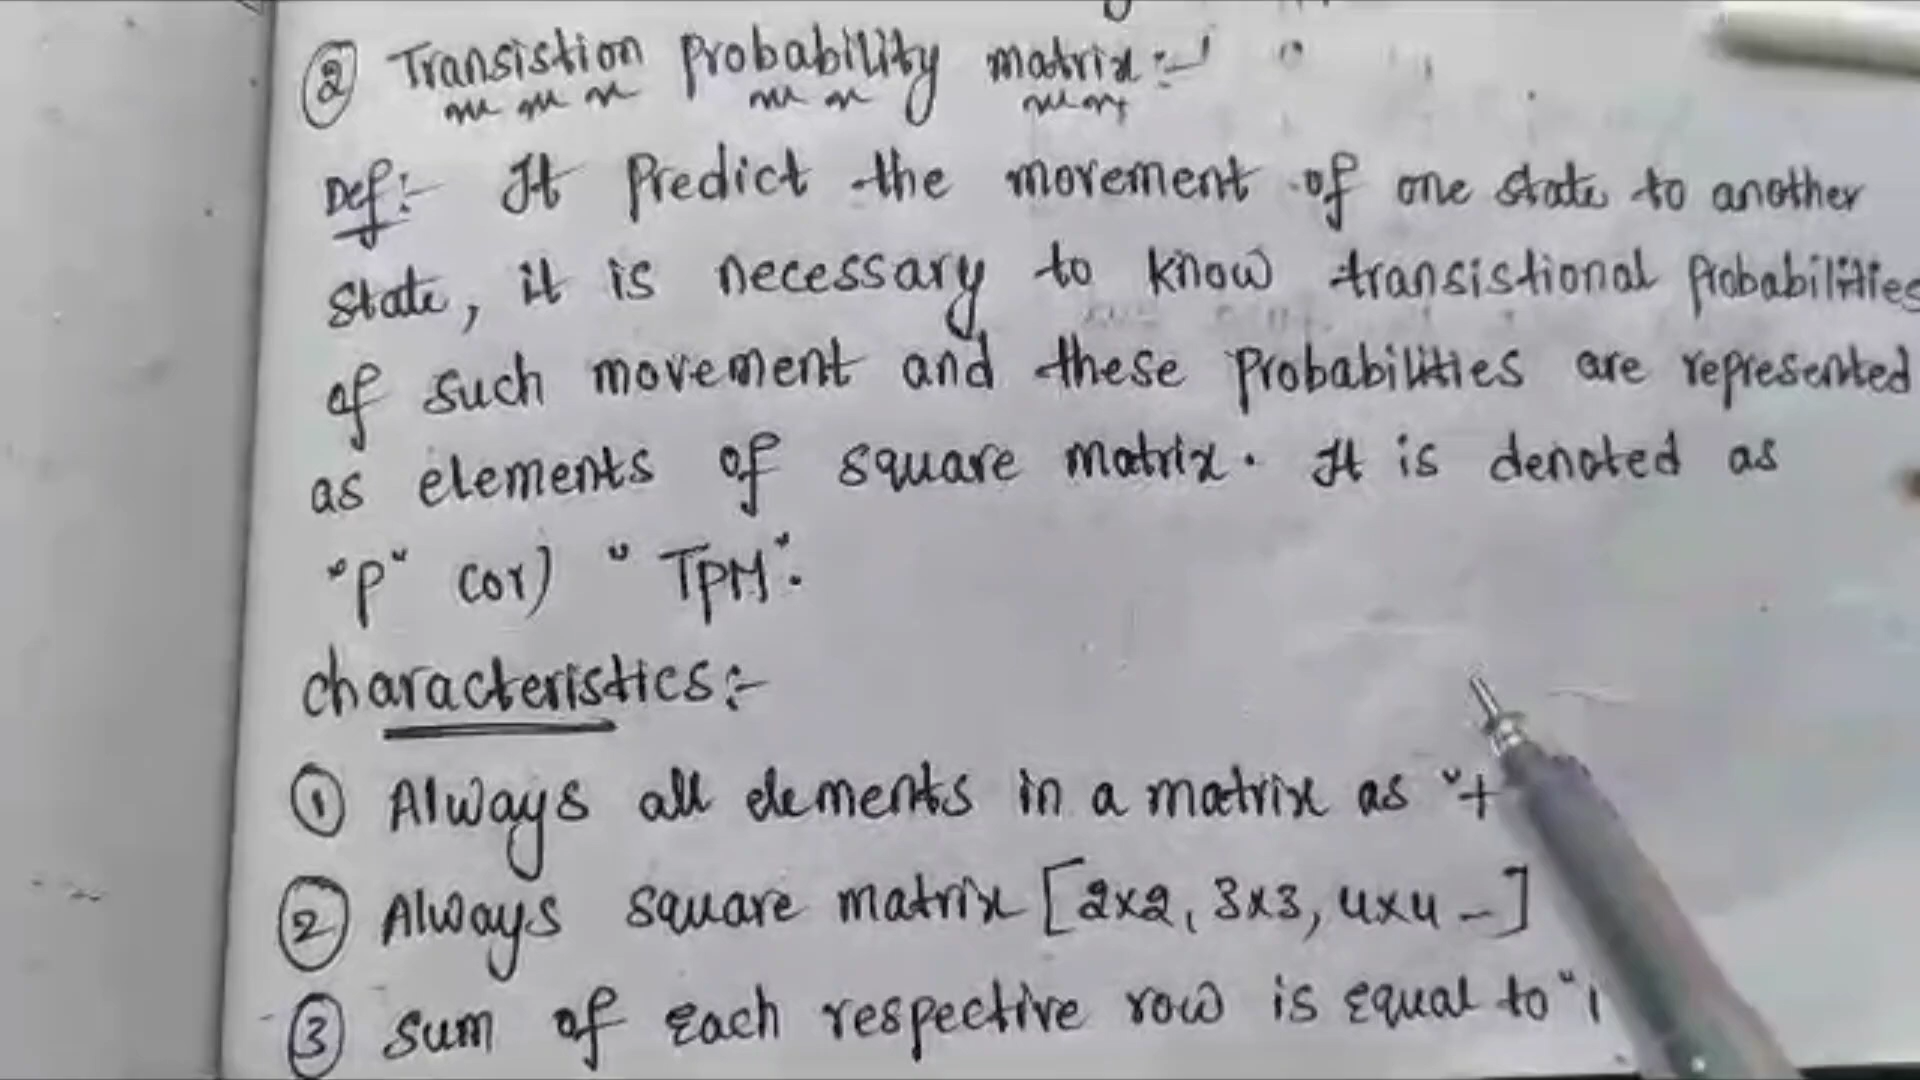 ② Transistion probability matrix :-
Def:- It Predict the movement of one state to another
state, it is necessary to know transistional probabilities
of such movement and these probabilities are represented
as elements of square matrix. It is denoted as
"P" (or) "TPM".
characteristics:-
① Always all elements in a matrix as "+
② Always square matrix [2x2, 3x3, 4x4 -]
③ sum of each respective row is equal to "1